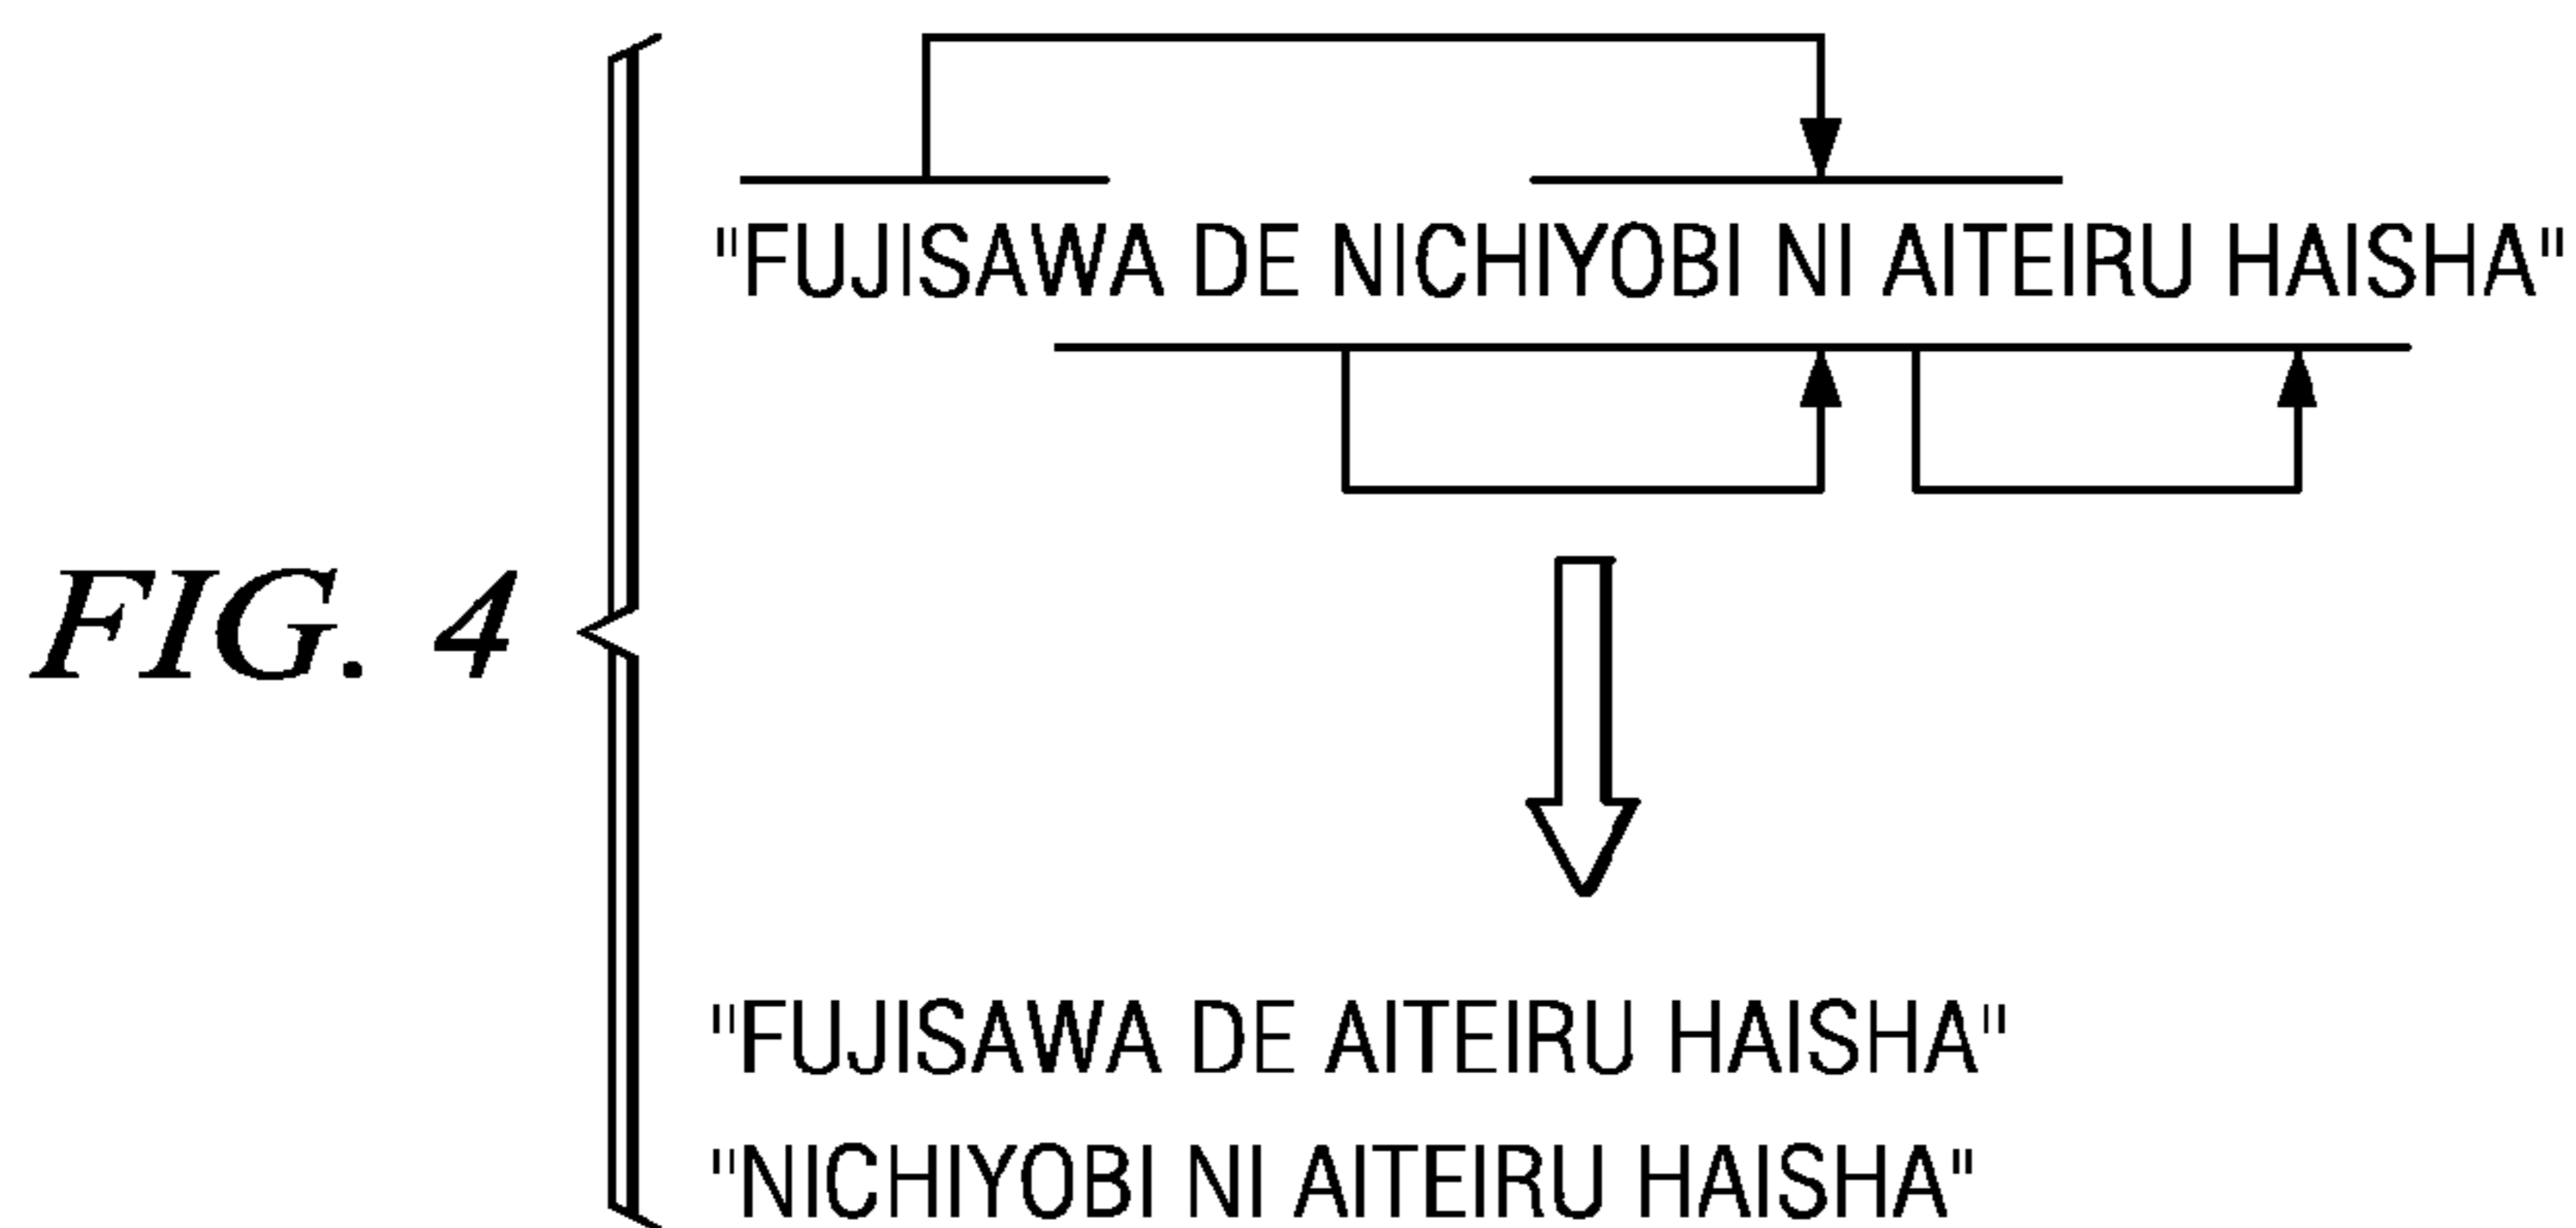 "FUJISAWA DE NICHIYOBI NI AITEIRU HAISHA"
FIG. 4
"FUJISAWA DE AITEIRU HAISHA"
"NICHIYOBI NI AITEIRU HAISHA"